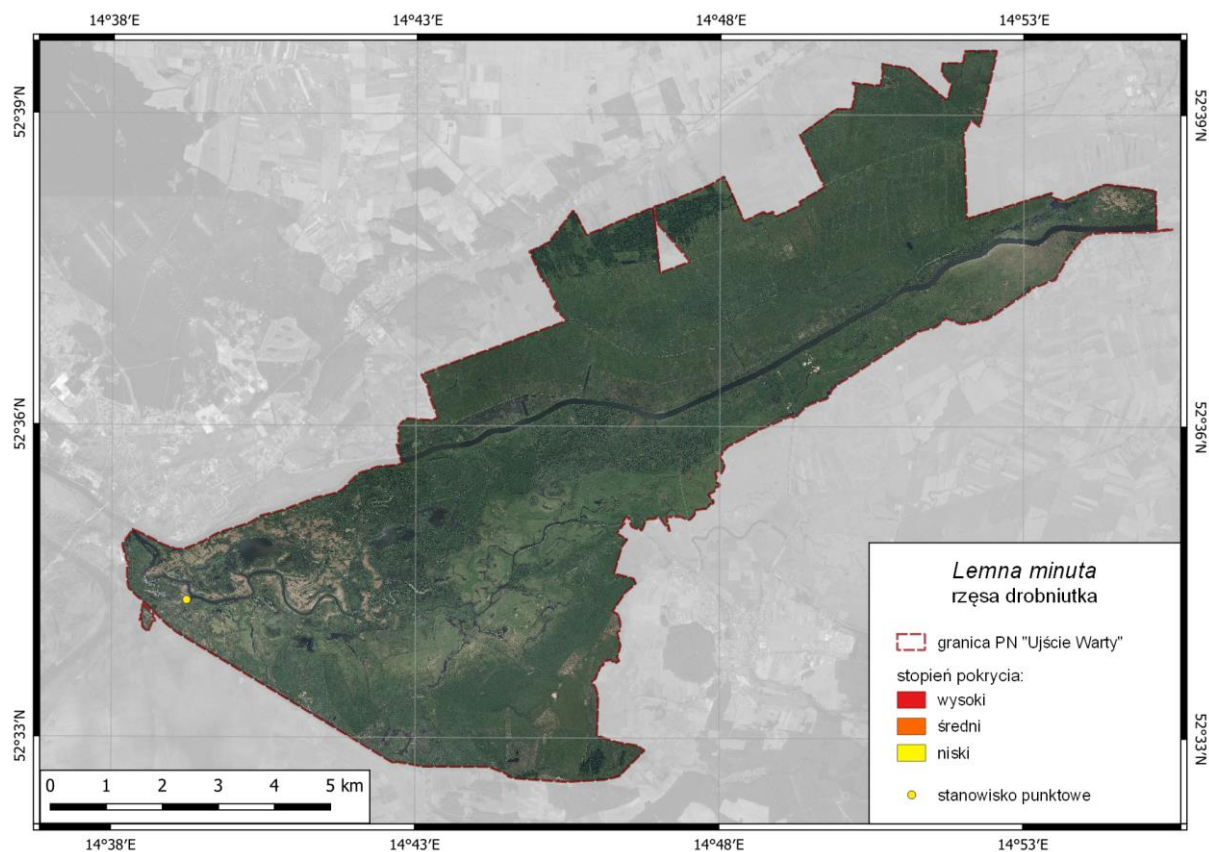 14°38′E 14°43′E 14°48′E 14°53′E
52°39′N 52°39′N
52°36′N 52°36′N
52°33′N 52°33′N
Lemna minuta
rzęsa drobniutka
granica PN "Ujście Warty"
stopień pokrycia:
wysoki
średni
niski
stanowisko punktowe
0 1 2 3 4 5 km
14°38′E 14°43′E 14°48′E 14°53′E